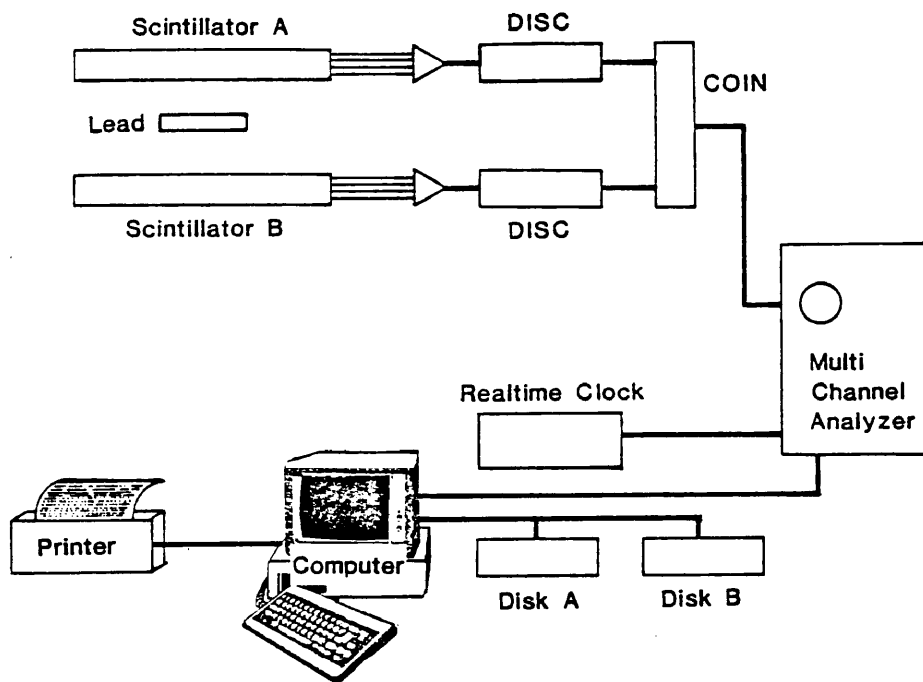 Scintillator A
DISC
COIN
Lead
Scintillator B
DISC
Multi
Channel
Analyzer
Realtime Clock
Printer
Computer
Disk A
Disk B